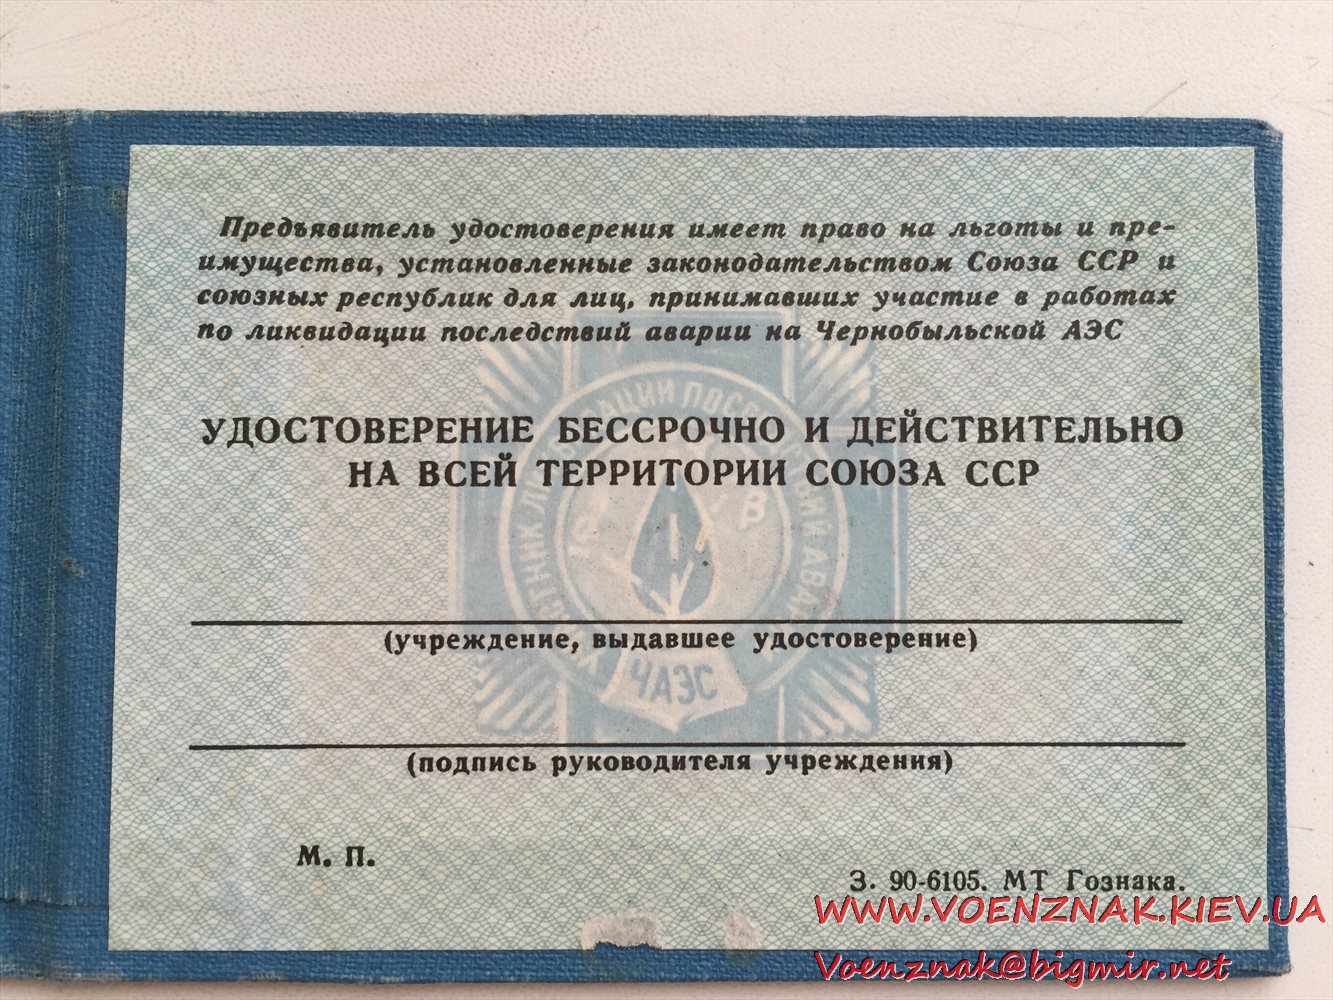 Предъявитель удостоверения имеет право на льготы и пре-
имущества, установленные законодательством Союза ССР и
союзных республик для лиц, принимавших участие в работах
по ликвидации последствий аварии на Чернобыльской АЭС
УДОСТОВЕРЕНИЕ БЕССРОЧНО И ДЕЙСТВИТЕЛЬНО
НА ВСЕЙ ТЕРРИТОРИИ СОЮЗА ССР
(учреждение, выдавшее удостоверение)
ЧАЭС
(подпись руководителя учреждения)
М. П.
З. 90-6105. МТ Гознака.
WWW.VOENZNAK.KIEV.UA
Voenznak@bigmir.net